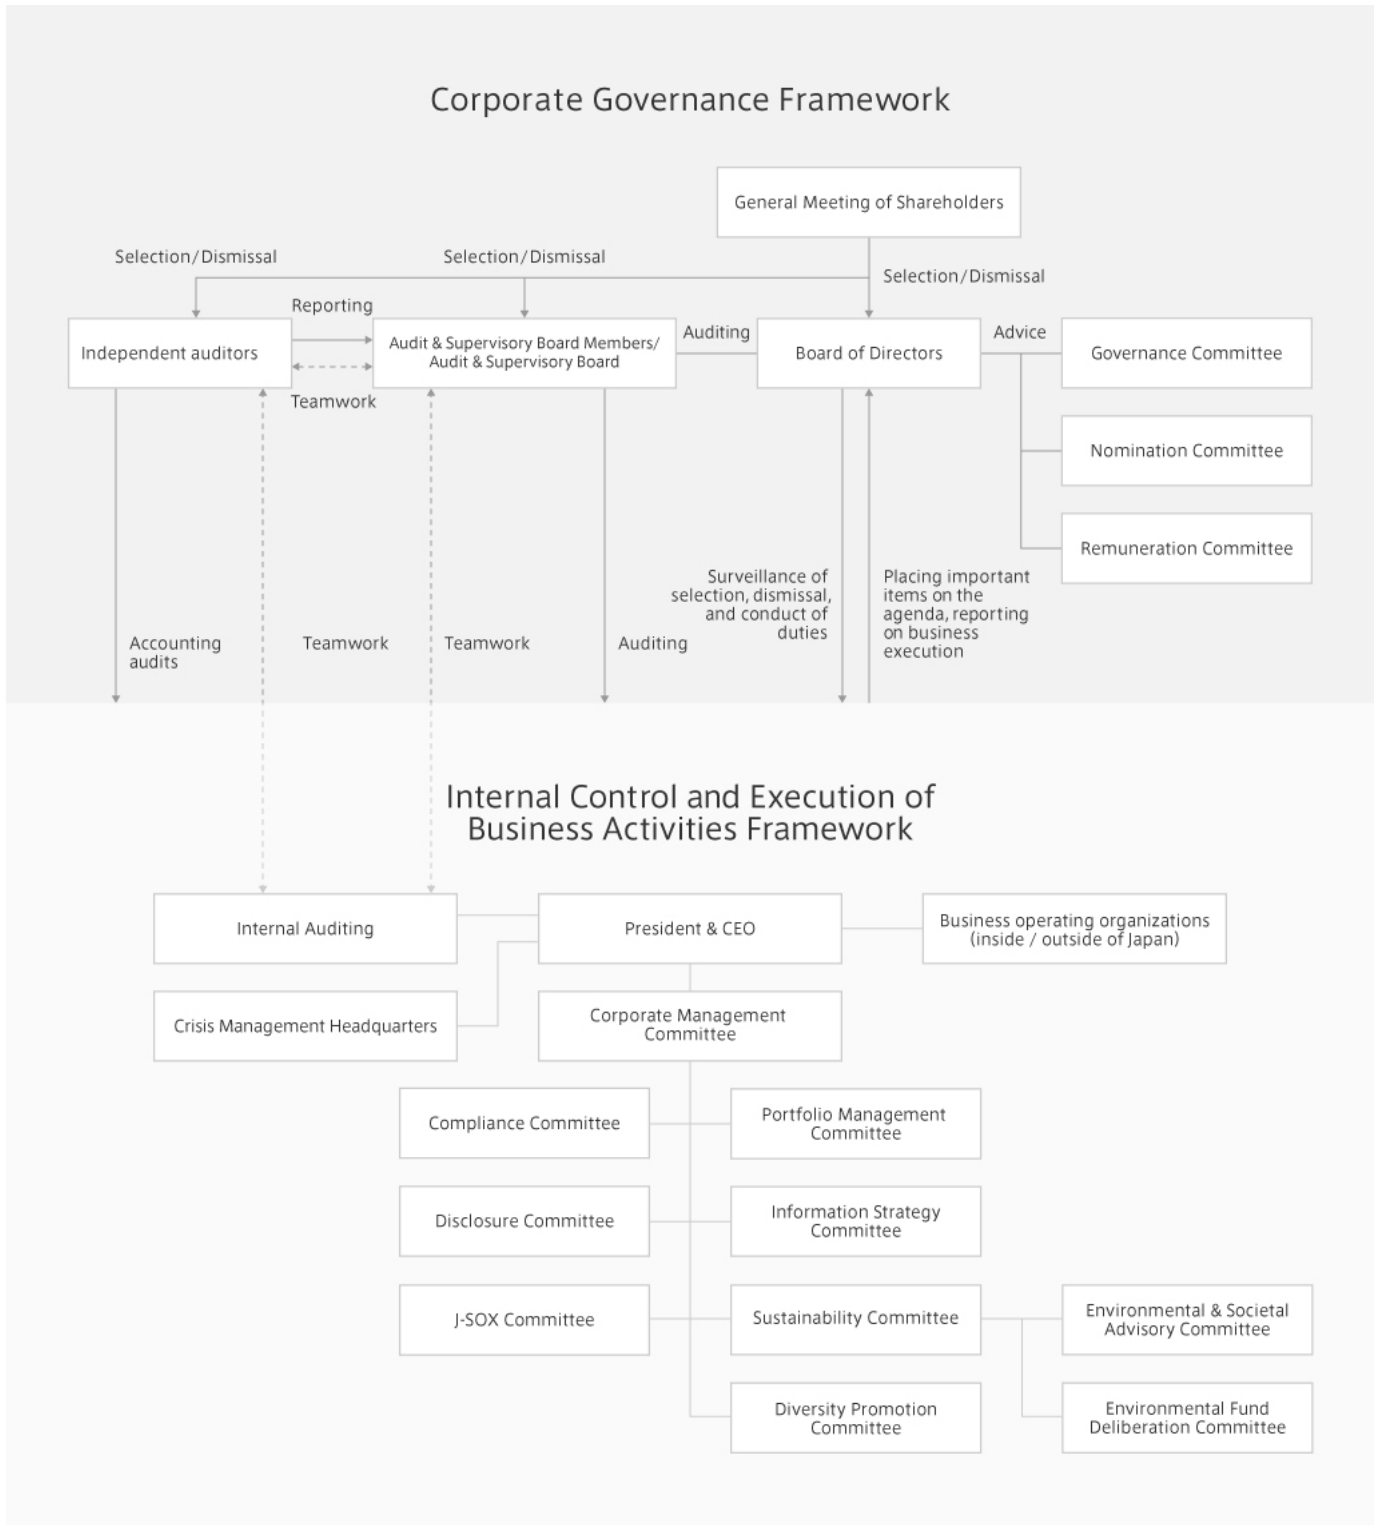 Corporate Governance Framework
General Meeting of Shareholders
Selection/Dismissal
Selection/Dismissal
Selection/Dismissal
Reporting
Independent auditors
Audit & Supervisory Board Members/
Audit & Supervisory Board
Auditing
Board of Directors
Advice
Governance Committee
Teamwork
Nomination Committee
Remuneration Committee
Accounting
audits
Teamwork
Teamwork
Auditing
Surveillance of
selection, dismissal,
and conduct of
duties
Placing important
items on the
agenda, reporting
on business
execution
Internal Control and Execution of
Business Activities Framework
Internal Auditing
President & CEO
Business operating organizations
(inside / outside of Japan)
Crisis Management Headquarters
Corporate Management
Committee
Compliance Committee
Portfolio Management
Committee
Disclosure Committee
Information Strategy
Committee
J-SOX Committee
Sustainability Committee
Environmental & Societal
Advisory Committee
Diversity Promotion
Committee
Environmental Fund
Deliberation Committee